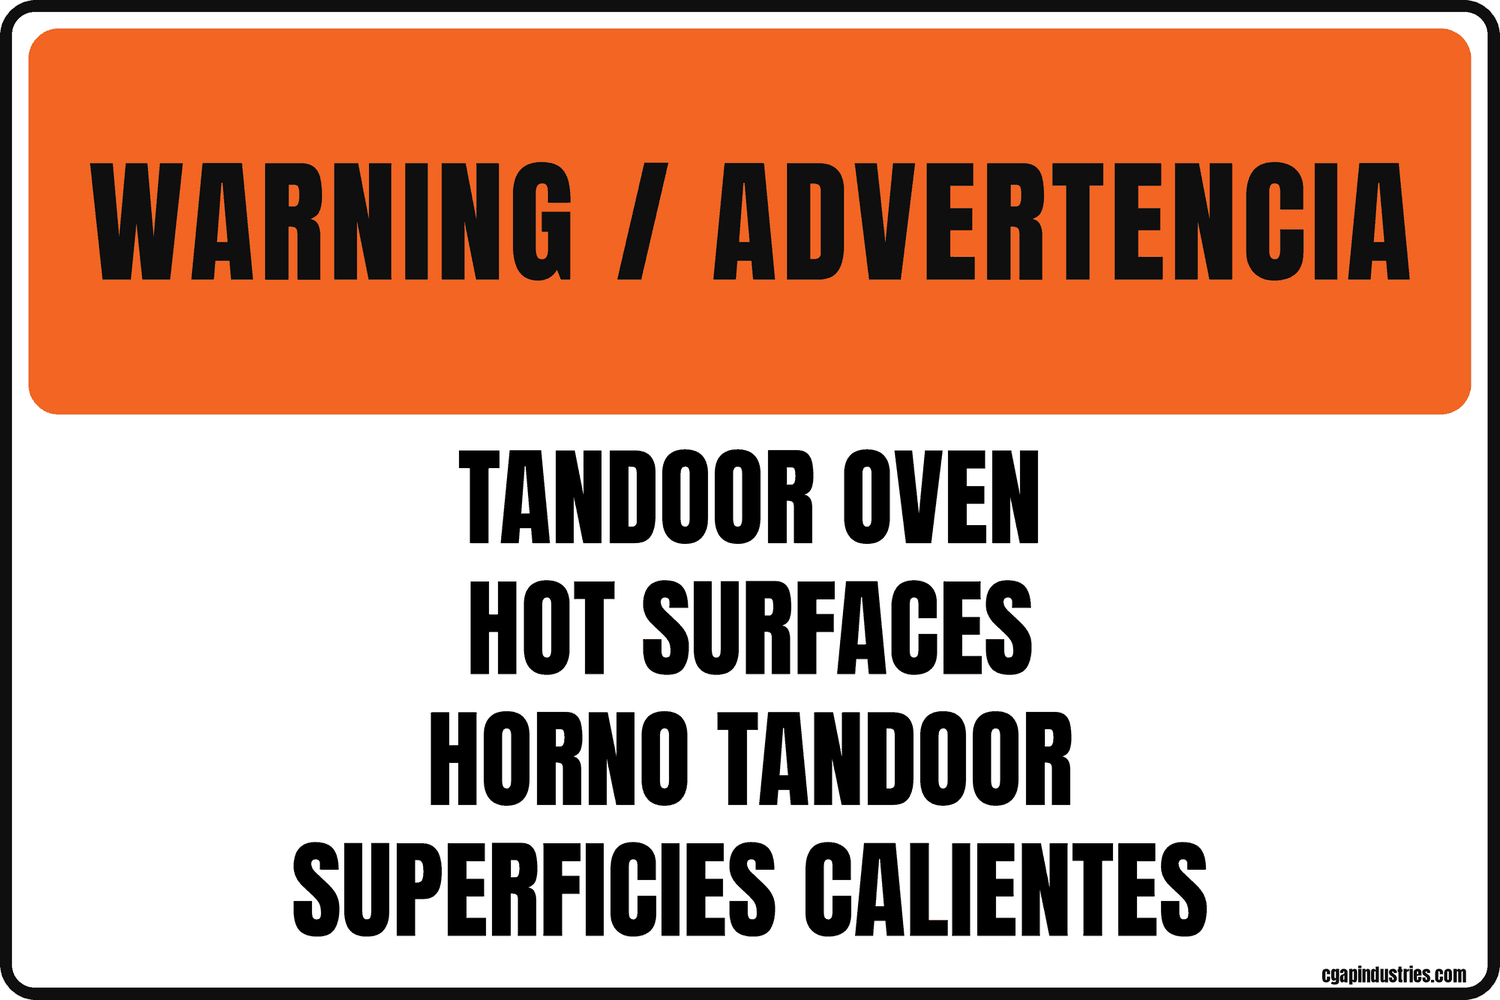 WARNING / ADVERTENCIA
TANDOOR OVEN
HOT SURFACES
HORNO TANDOOR
SUPERFICIES CALIENTES
cgapindustries.com